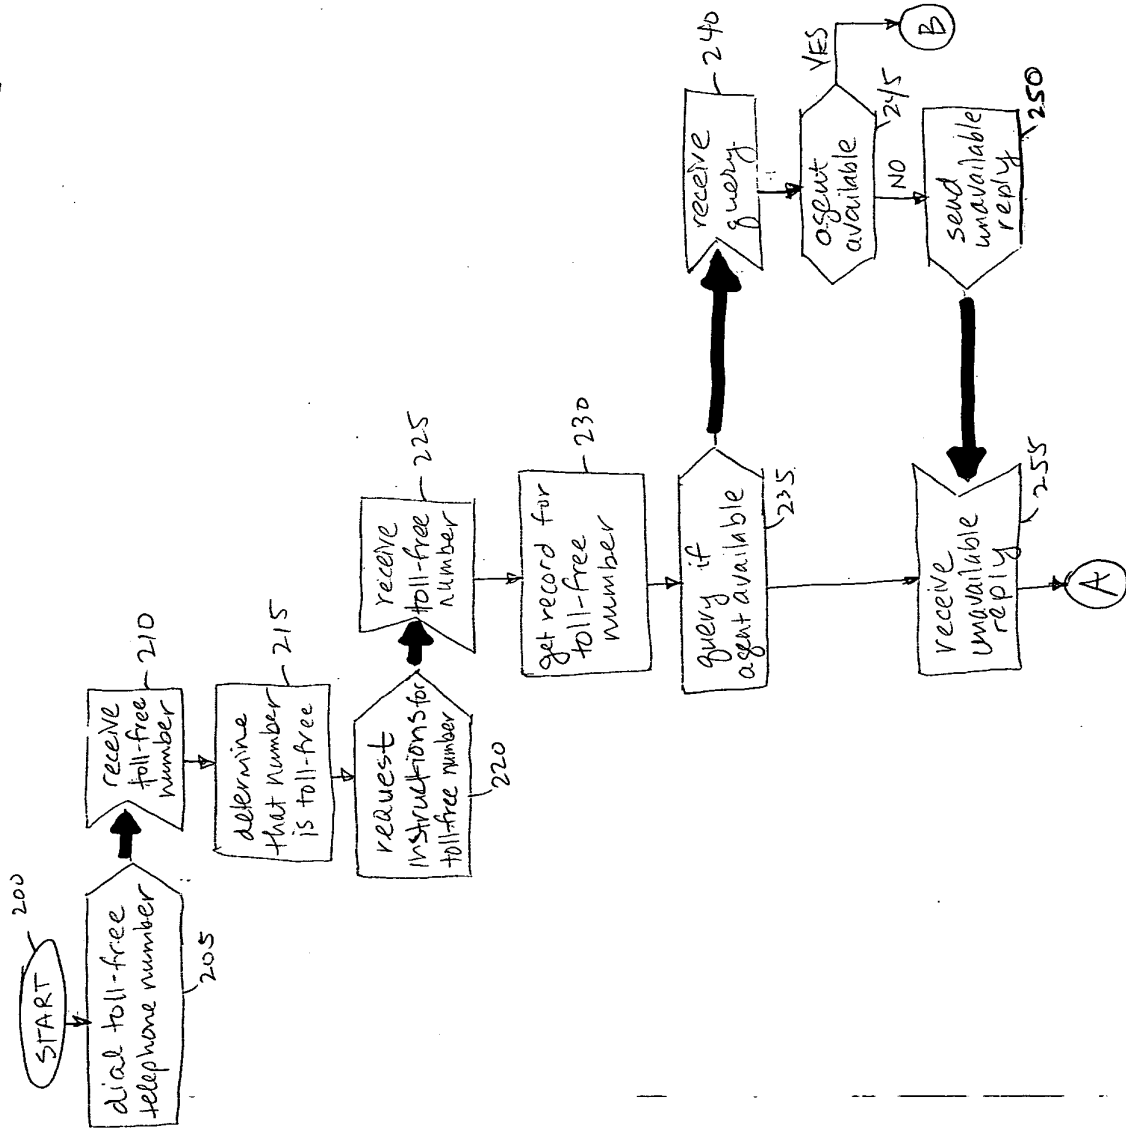 START
200
dial toll-free
telephone number
205
receive
toll-free
number
210
determine
that number
is toll-free
215
request
instructions for
toll-free number
220
receive
toll-free
number
225
get record for
toll-free
number
230
query if
agent available
235
receive
query
240
agent
available
245
YES
B
NO
send
unavailable
reply
250
receive
unavailable
reply
255
A